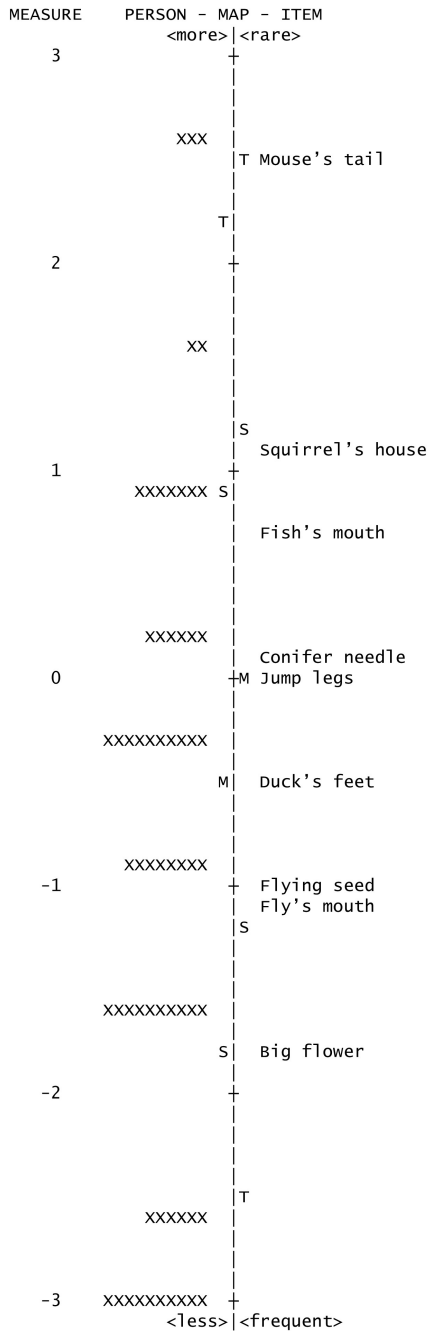 MEASURE PERSON - MAP - ITEM
<more>|<rare>
3 +
XXX |
|T Mouse's tail
T|
2 +
XX |
|S
| Squirrel's house
1 +
XXXXXXX S|
| Fish's mouth
XXXXXX |
| Conifer needle
0 +M Jump legs
XXXXXXXXXX |
M| Duck's feet
XXXXXXXX |
-1 + Flying seed
| Fly's mouth
|S
XXXXXXXXXX |
S| Big flower
-2 +
|T
XXXXXX |
-3 XXXXXXXXXX +
<less>|<frequent>